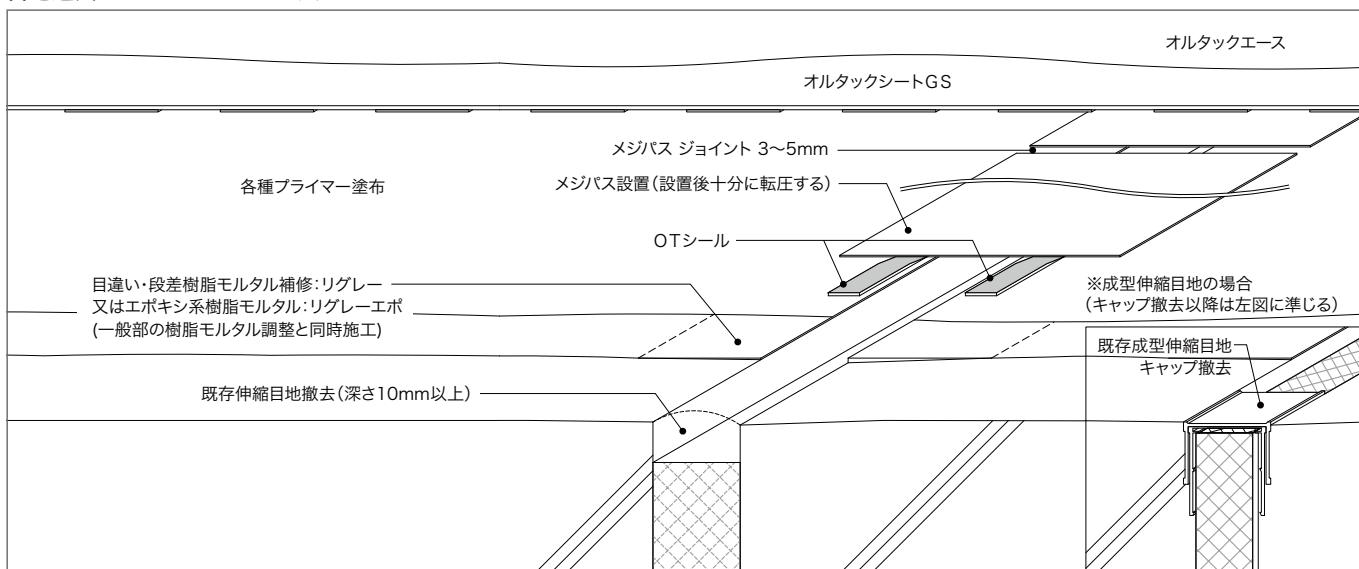 オルタックエース
オルタックシートGS
メジパス ジョイント 3〜5mm
各種プライマー塗布
メジパス設置(設置後十分に転圧する)
OTシール
目違い・段差樹脂モルタル補修:リグレー
又はエポキシ系樹脂モルタル:リグレーエポ
(一般部の樹脂モルタル調整と同時施工)
※成型伸縮目地の場合
(キャップ撤去以降は左図に準じる)
既存成型伸縮目地
キャップ撤去
既存伸縮目地撤去(深さ10mm以上)